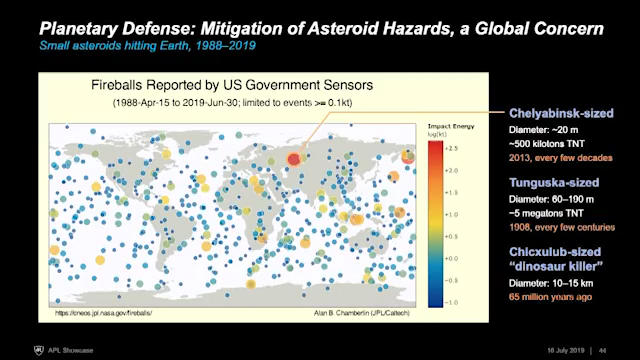 Planetary Defense: Mitigation of Asteroid Hazards, a Global Concern
Small asteroids hitting Earth, 1988–2019
Fireballs Reported by US Government Sensors
(1988-Apr-15 to 2019-Jun-30; limited to events >= 0.1kt)
Impact Energy
log(kt)
+2.5
+2.0
+1.5
+1.0
+0.5
0.0
−0.5
−1.0
https://cneos.jpl.nasa.gov/fireballs/
Alan B. Chamberlin (JPL/Caltech)
Chelyabinsk-sized
Diameter: ~20 m
~500 kilotons TNT
2013, every few decades
Tunguska-sized
Diameter: 60–190 m
~5 megatons TNT
1908, every few centuries
Chicxulub-sized
“dinosaur killer”
Diameter: 10–15 km
65 million years ago
APL Showcase
16 July 2019 | 44